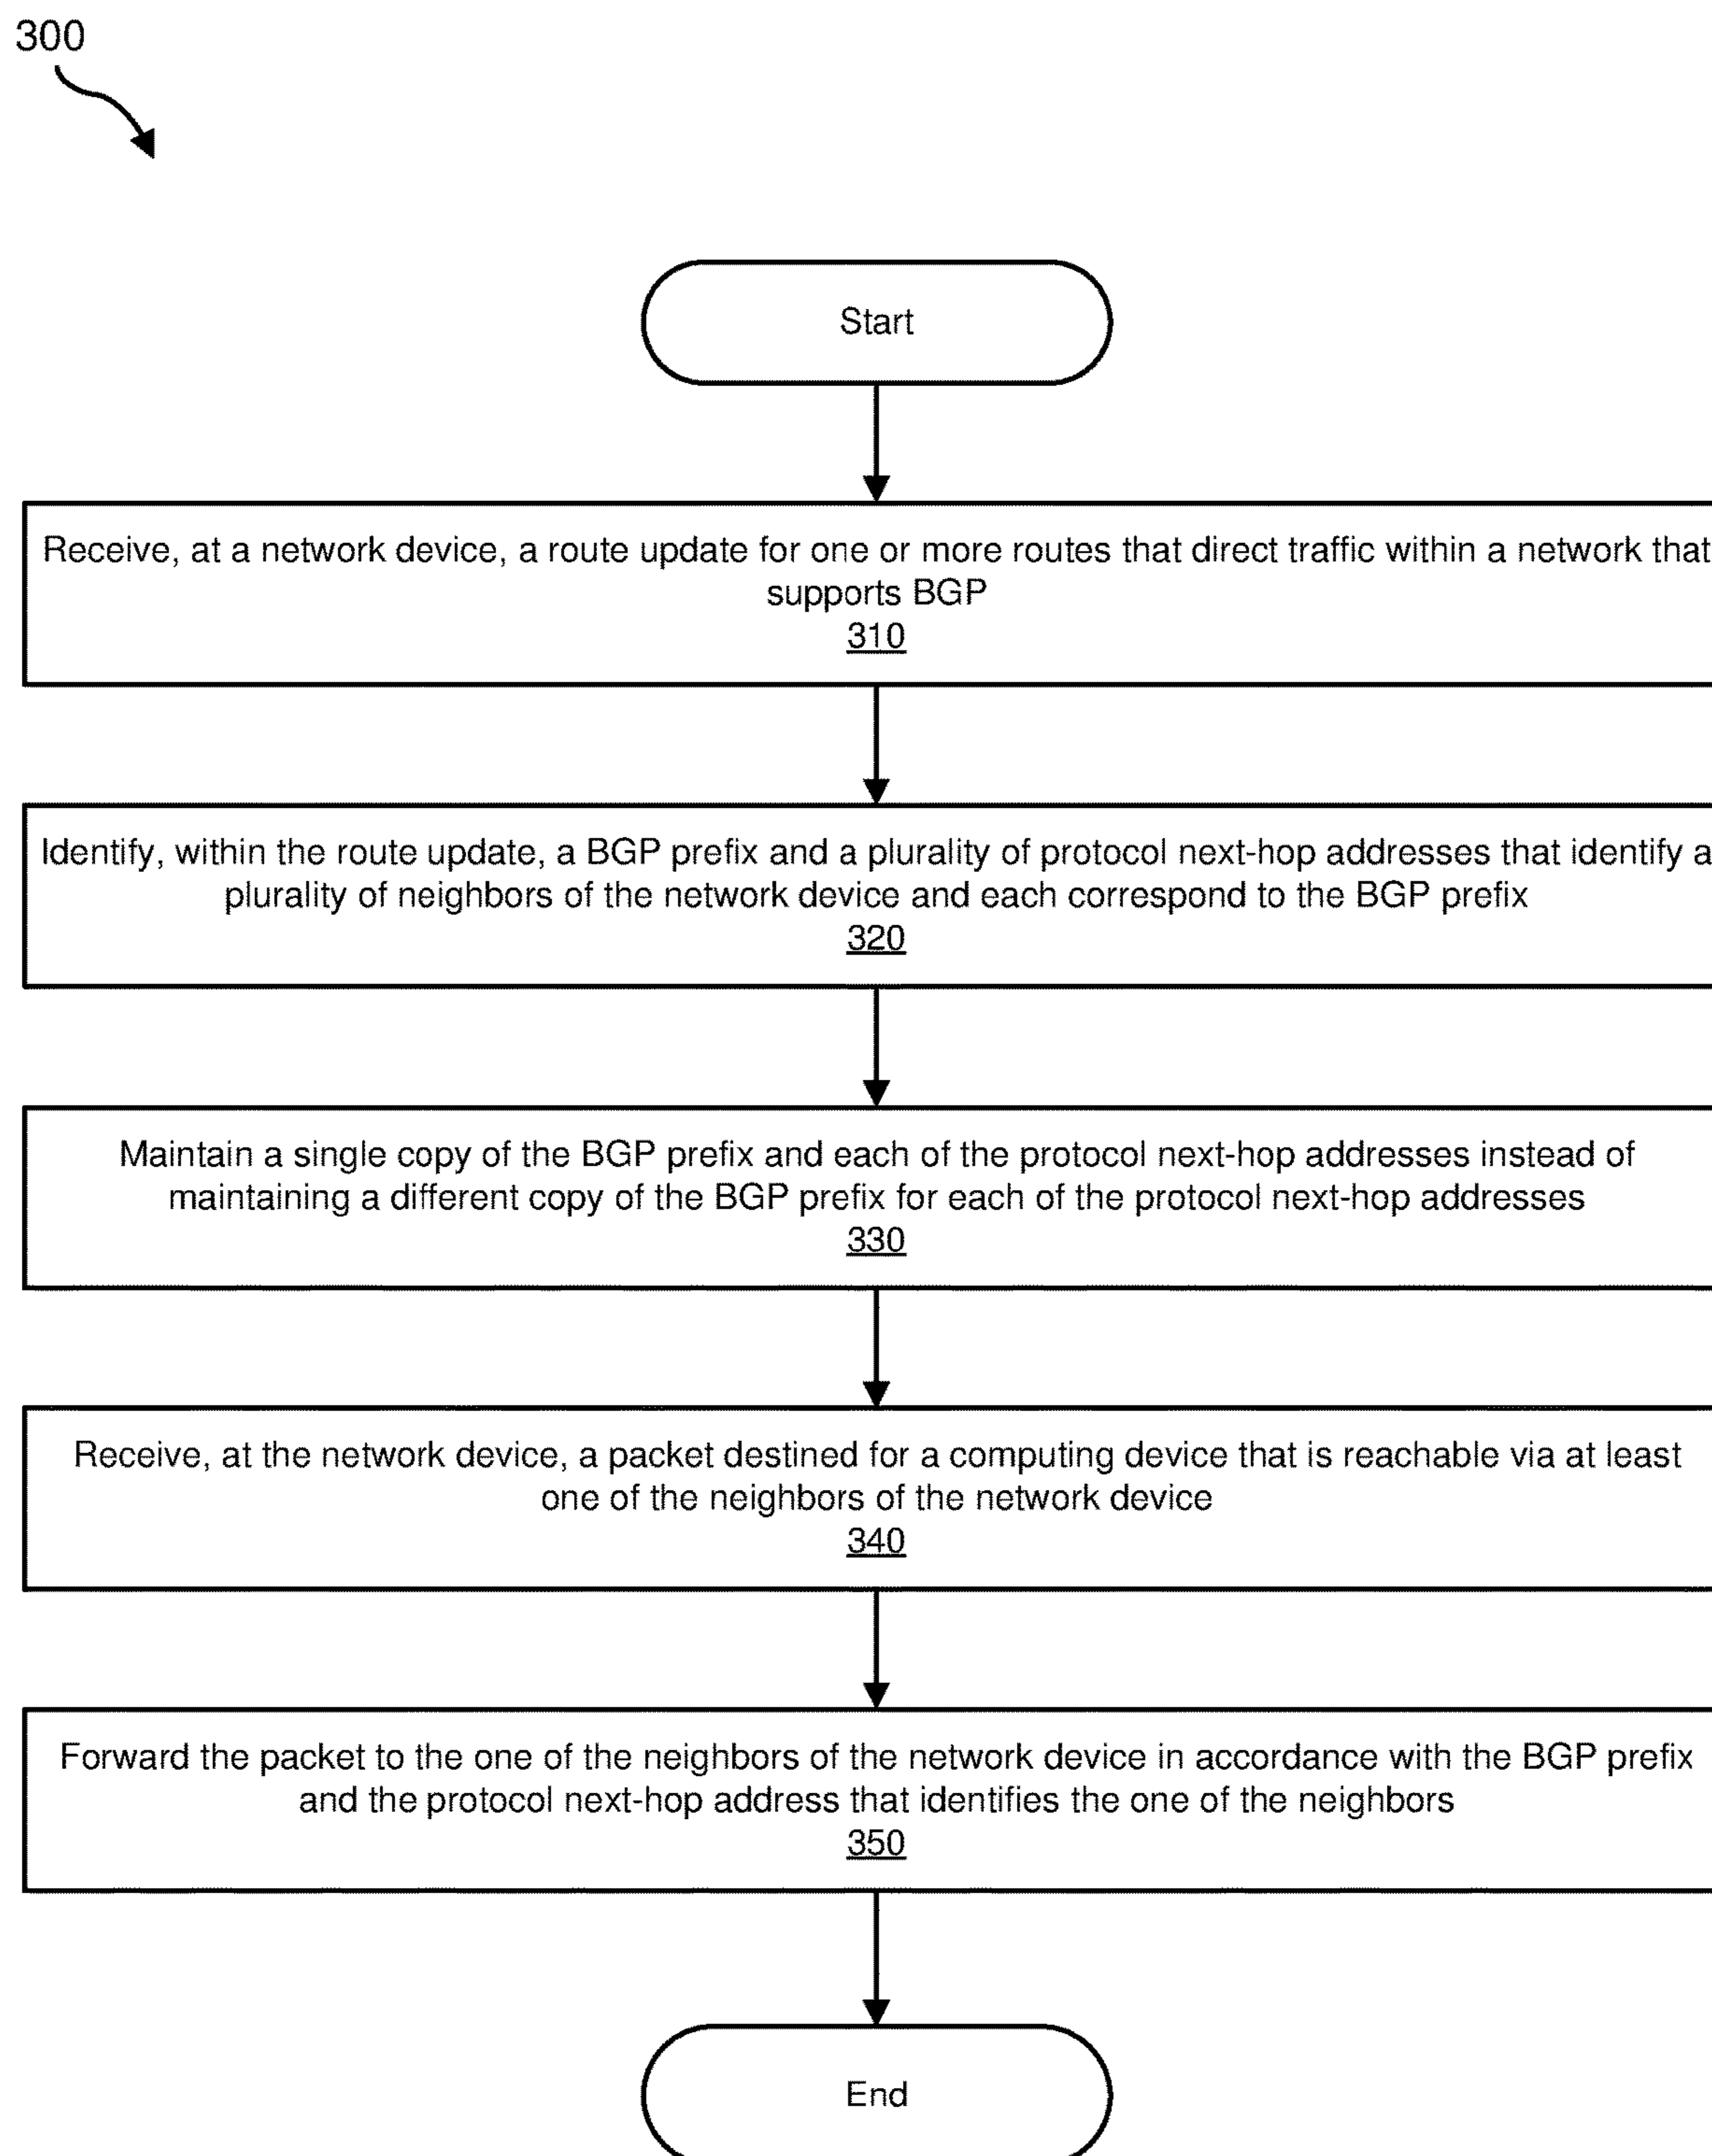 300
Start
Receive, at a network device, a route update for one or more routes that direct traffic within a network that
supports BGP
310
Identify, within the route update, a BGP prefix and a plurality of protocol next-hop addresses that identify a
plurality of neighbors of the network device and each correspond to the BGP prefix
320
Maintain a single copy of the BGP prefix and each of the protocol next-hop addresses instead of
maintaining a different copy of the BGP prefix for each of the protocol next-hop addresses
330
Receive, at the network device, a packet destined for a computing device that is reachable via at least
one of the neighbors of the network device
340
Forward the packet to the one of the neighbors of the network device in accordance with the BGP prefix
and the protocol next-hop address that identifies the one of the neighbors
350
End